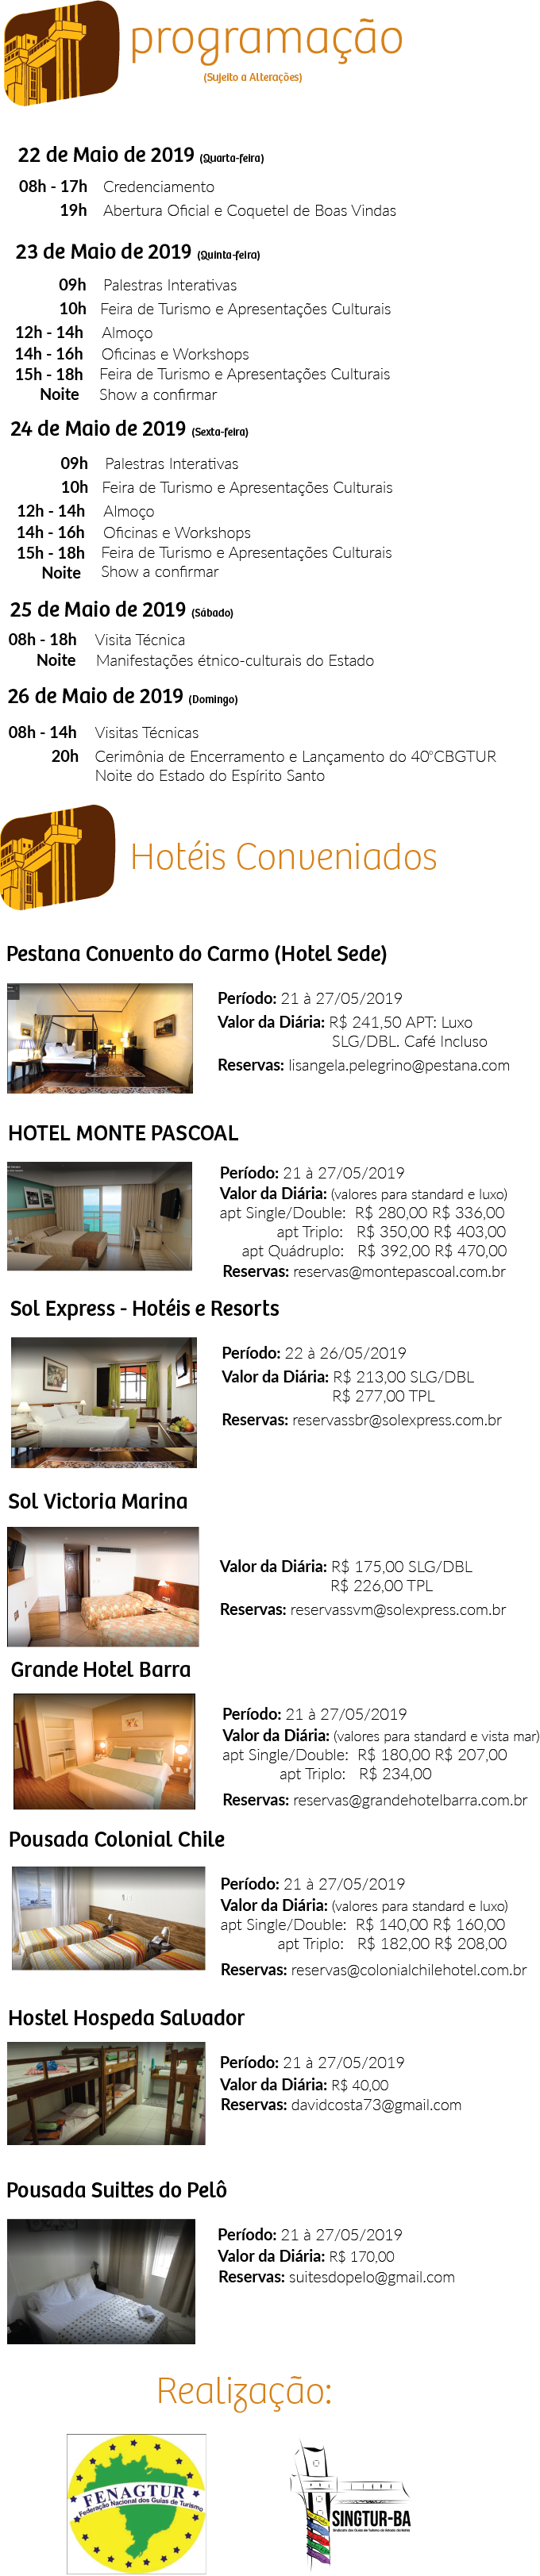 programação
(Sujeito a Alterações)
22 de Maio de 2019 (Quarta-feira)
08h - 17h Credenciamento
19h Abertura Oficial e Coquetel de Boas Vindas
23 de Maio de 2019 (Quinta-feira)
09h Palestras Interativas
10h Feira de Turismo e Apresentações Culturais
12h - 14h Almoço
14h - 16h Oficinas e Workshops
15h - 18h Feira de Turismo e Apresentações Culturais
Noite Show a confirmar
24 de Maio de 2019 (Sexta-feira)
09h Palestras Interativas
10h Feira de Turismo e Apresentações Culturais
12h - 14h Almoço
14h - 16h Oficinas e Workshops
15h - 18h Feira de Turismo e Apresentações Culturais
Noite Show a confirmar
25 de Maio de 2019 (Sábado)
08h - 18h Visita Técnica
Noite Manifestações étnico-culturais do Estado
26 de Maio de 2019 (Domingo)
08h - 14h Visitas Técnicas
20h Cerimônia de Encerramento e Lançamento do 40°CBGTUR
Noite do Estado do Espírito Santo
Hotéis Conveniados
Pestana Convento do Carmo (Hotel Sede)
Período: 21 à 27/05/2019
Valor da Diária: R$ 241,50 APT: Luxo
SLG/DBL. Café Incluso
Reservas: lisangela.pelegrino@pestana.com
HOTEL MONTE PASCOAL
Período: 21 à 27/05/2019
Valor da Diária: (valores para standard e luxo)
apt Single/Double: R$ 280,00 R$ 336,00
apt Triplo: R$ 350,00 R$ 403,00
apt Quádruplo: R$ 392,00 R$ 470,00
Reservas: reservas@montepascoal.com.br
Sol Express - Hotéis e Resorts
Período: 22 à 26/05/2019
Valor da Diária: R$ 213,00 SLG/DBL
R$ 277,00 TPL
Reservas: reservassbr@solexpress.com.br
Sol Victoria Marina
Valor da Diária: R$ 175,00 SLG/DBL
R$ 226,00 TPL
Reservas: reservassvm@solexpress.com.br
Grande Hotel Barra
Período: 21 à 27/05/2019
Valor da Diária: (valores para standard e vista mar)
apt Single/Double: R$ 180,00 R$ 207,00
apt Triplo: R$ 234,00
Reservas: reservas@grandehotelbarra.com.br
Pousada Colonial Chile
Período: 21 à 27/05/2019
Valor da Diária: (valores para standard e luxo)
apt Single/Double: R$ 140,00 R$ 160,00
apt Triplo: R$ 182,00 R$ 208,00
Reservas: reservas@colonialchilehotel.com.br
Hostel Hospeda Salvador
Período: 21 à 27/05/2019
Valor da Diária: R$ 40,00
Reservas: davidcosta73@gmail.com
Pousada Suittes do Pelô
Período: 21 à 27/05/2019
Valor da Diária: R$ 170,00
Reservas: suitesdopelo@gmail.com
Realização:
FENAGTUR
Federação Nacional dos Guias de Turismo
SINGTUR-BA